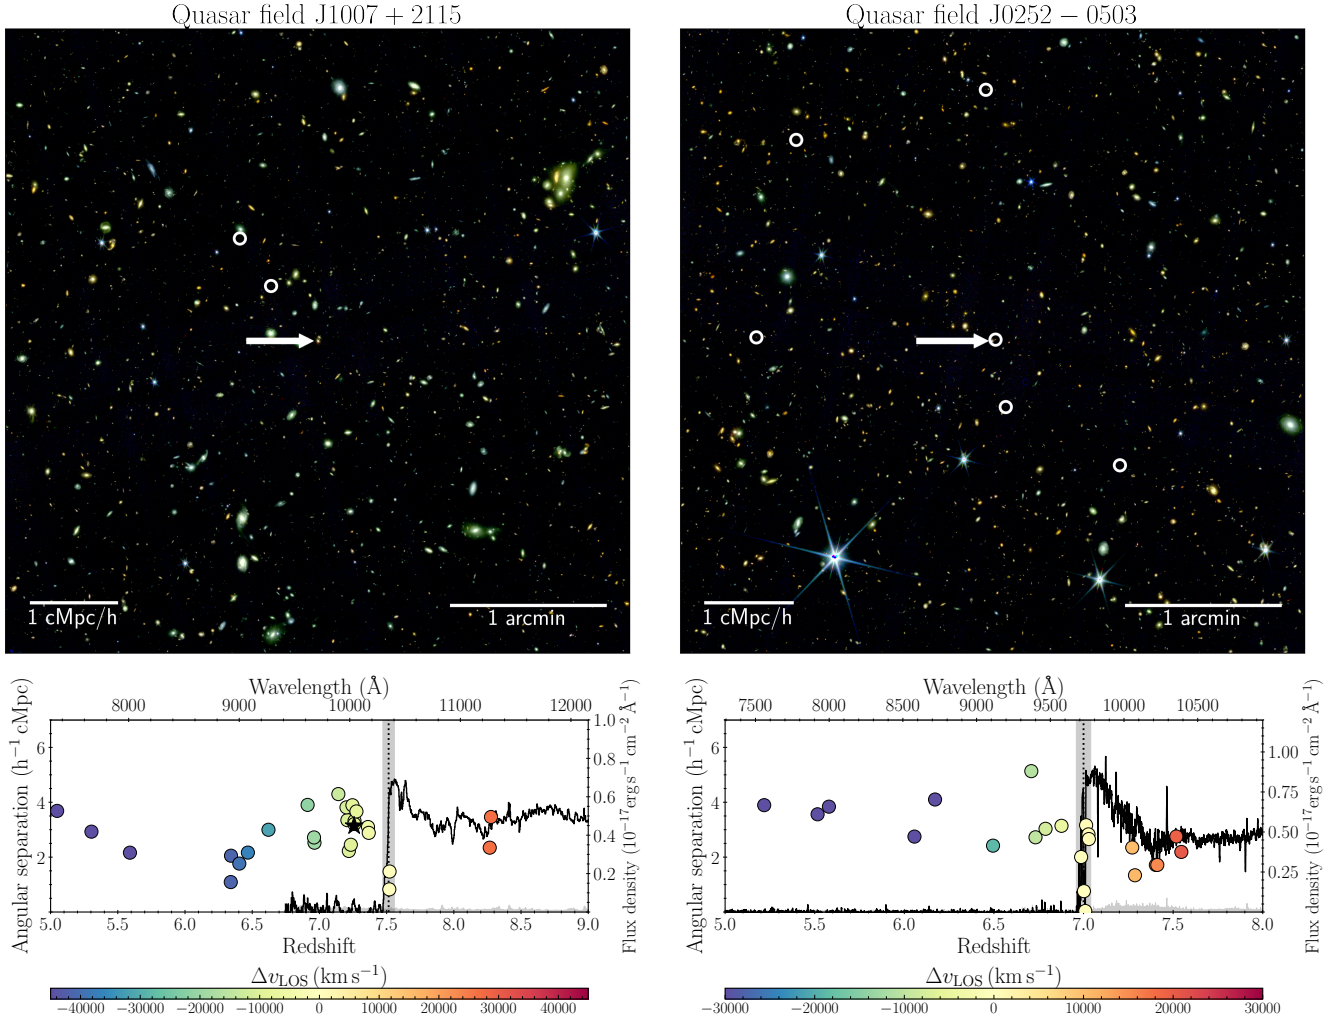 Quasar field J1007 + 2115
1 cMpc/h
1 arcmin
Wavelength (Å)
8000 9000 10000 11000 12000
Angular separation (h⁻¹ cMpc)
6
4
2
0
1.0
0.8
0.6
0.4
0.2
Flux density (10⁻¹⁷erg s⁻¹ cm⁻² Å⁻¹)
5.0 5.5 6.0 6.5 7.0 7.5 8.0 8.5 9.0
Redshift
Δv_LOS (km s⁻¹)
−40000 −30000 −20000 −10000 0 10000 20000 30000 40000
Quasar field J0252 − 0503
1 cMpc/h
1 arcmin
Wavelength (Å)
7500 8000 8500 9000 9500 10000 10500
Angular separation (h⁻¹ cMpc)
6
4
2
0
1.00
0.75
0.50
0.25
Flux density (10⁻¹⁷erg s⁻¹ cm⁻² Å⁻¹)
5.0 5.5 6.0 6.5 7.0 7.5 8.0
Redshift
Δv_LOS (km s⁻¹)
−30000 −20000 −10000 0 10000 20000 30000